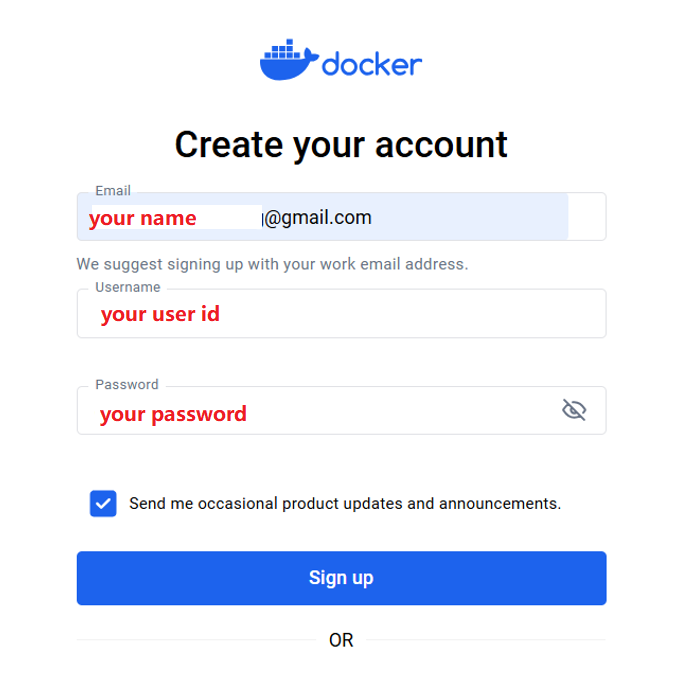 docker
Create your account
Email
your name @gmail.com
We suggest signing up with your work email address.
Username
your user id
Password
your password
Send me occasional product updates and announcements.
Sign up
OR